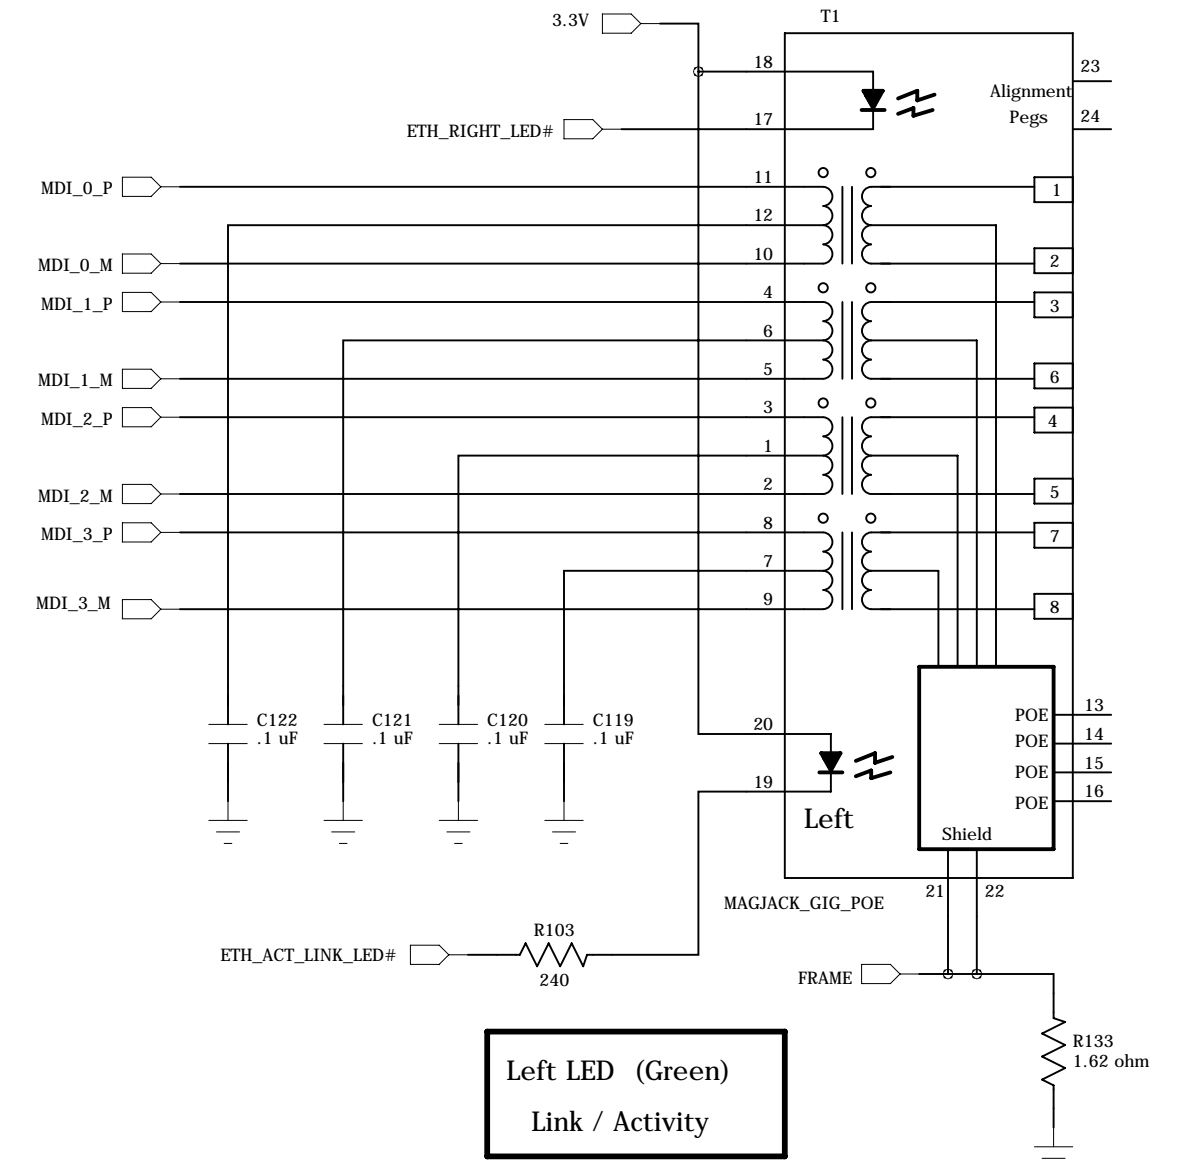 3.3V
T1
18
23
Alignment
Pegs
ETH_RIGHT_LED#
17
24
MDI_0_P
11
1
12
MDI_0_M
10
2
MDI_1_P
4
3
6
MDI_1_M
5
6
MDI_2_P
3
4
1
MDI_2_M
2
5
MDI_3_P
8
7
7
MDI_3_M
9
8
C122
.1 uF
C121
.1 uF
C120
.1 uF
C119
.1 uF
20
19
Left
POE
13
POE
14
POE
15
POE
16
Shield
21
22
MAGJACK_GIG_POE
ETH_ACT_LINK_LED#
R103
240
FRAME
R133
1.62 ohm
Left LED (Green)
Link / Activity